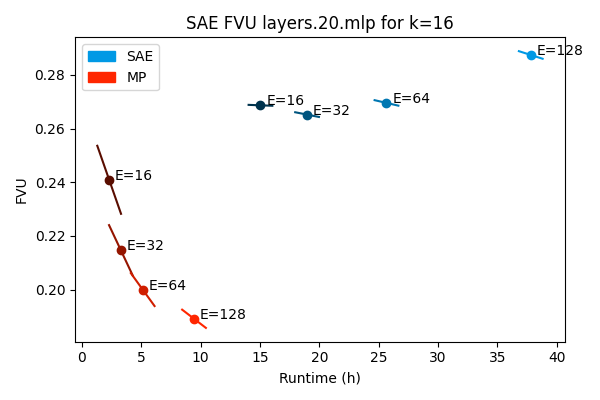 SAE FVU layers.20.mlp for k=16
SAE
MP
E=128
E=16
E=32
E=64
E=16
E=32
E=64
E=128
FVU
0.28
0.26
0.24
0.22
0.20
0 5 10 15 20 25 30 35 40
Runtime (h)